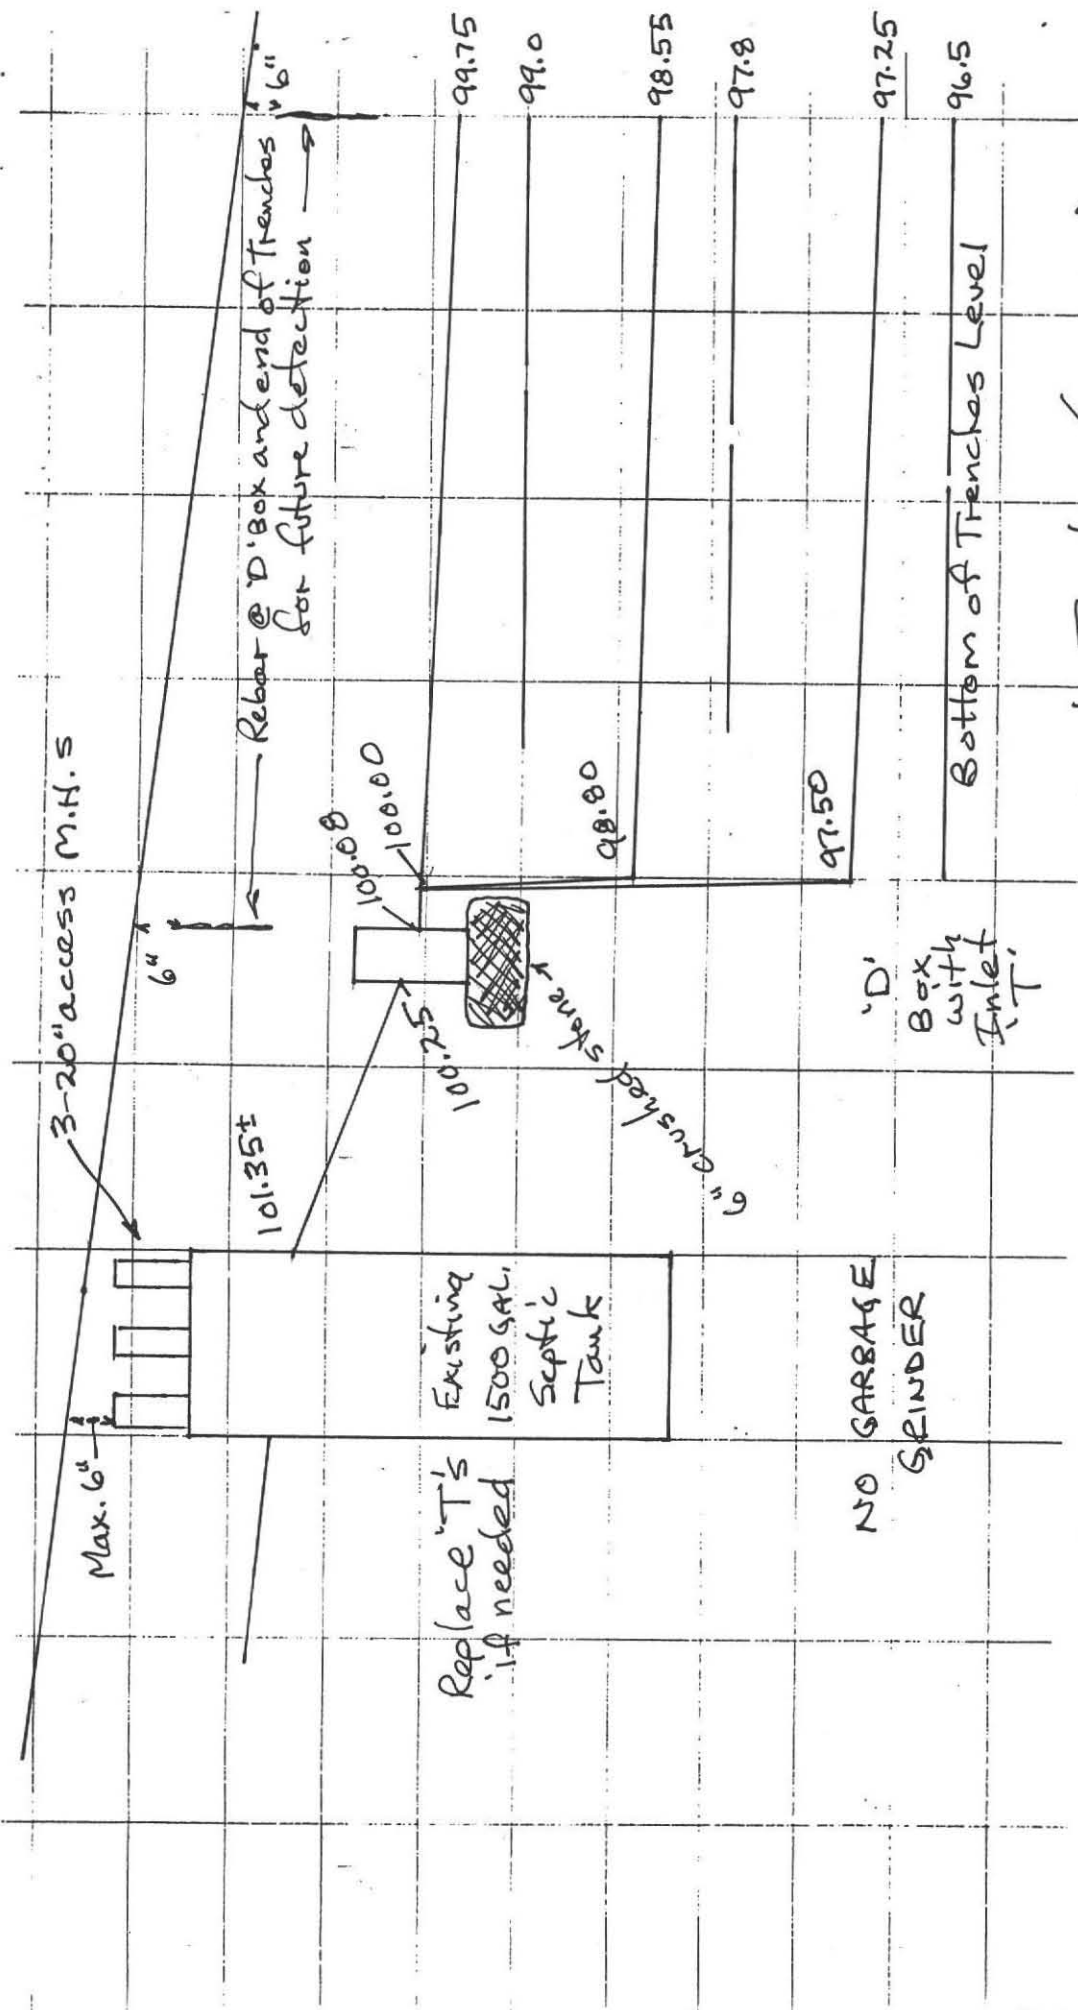 3-20" access M.H.s
Max. 6"
6"
Rebar @ 'D' Box and end of Trenches
for future detection
6"
101.35±
100.25
100.08
100.00
98.80
97.50
99.75
99.0
98.55
97.8
97.25
96.5
Existing
1500 GAL.
Septic
Tank
Replace 'T's
if needed
6" crushed stone
NO GARBAGE
GRINDER
'D'
Box
with
Inlet
'T'
Bottom of Trenches Level